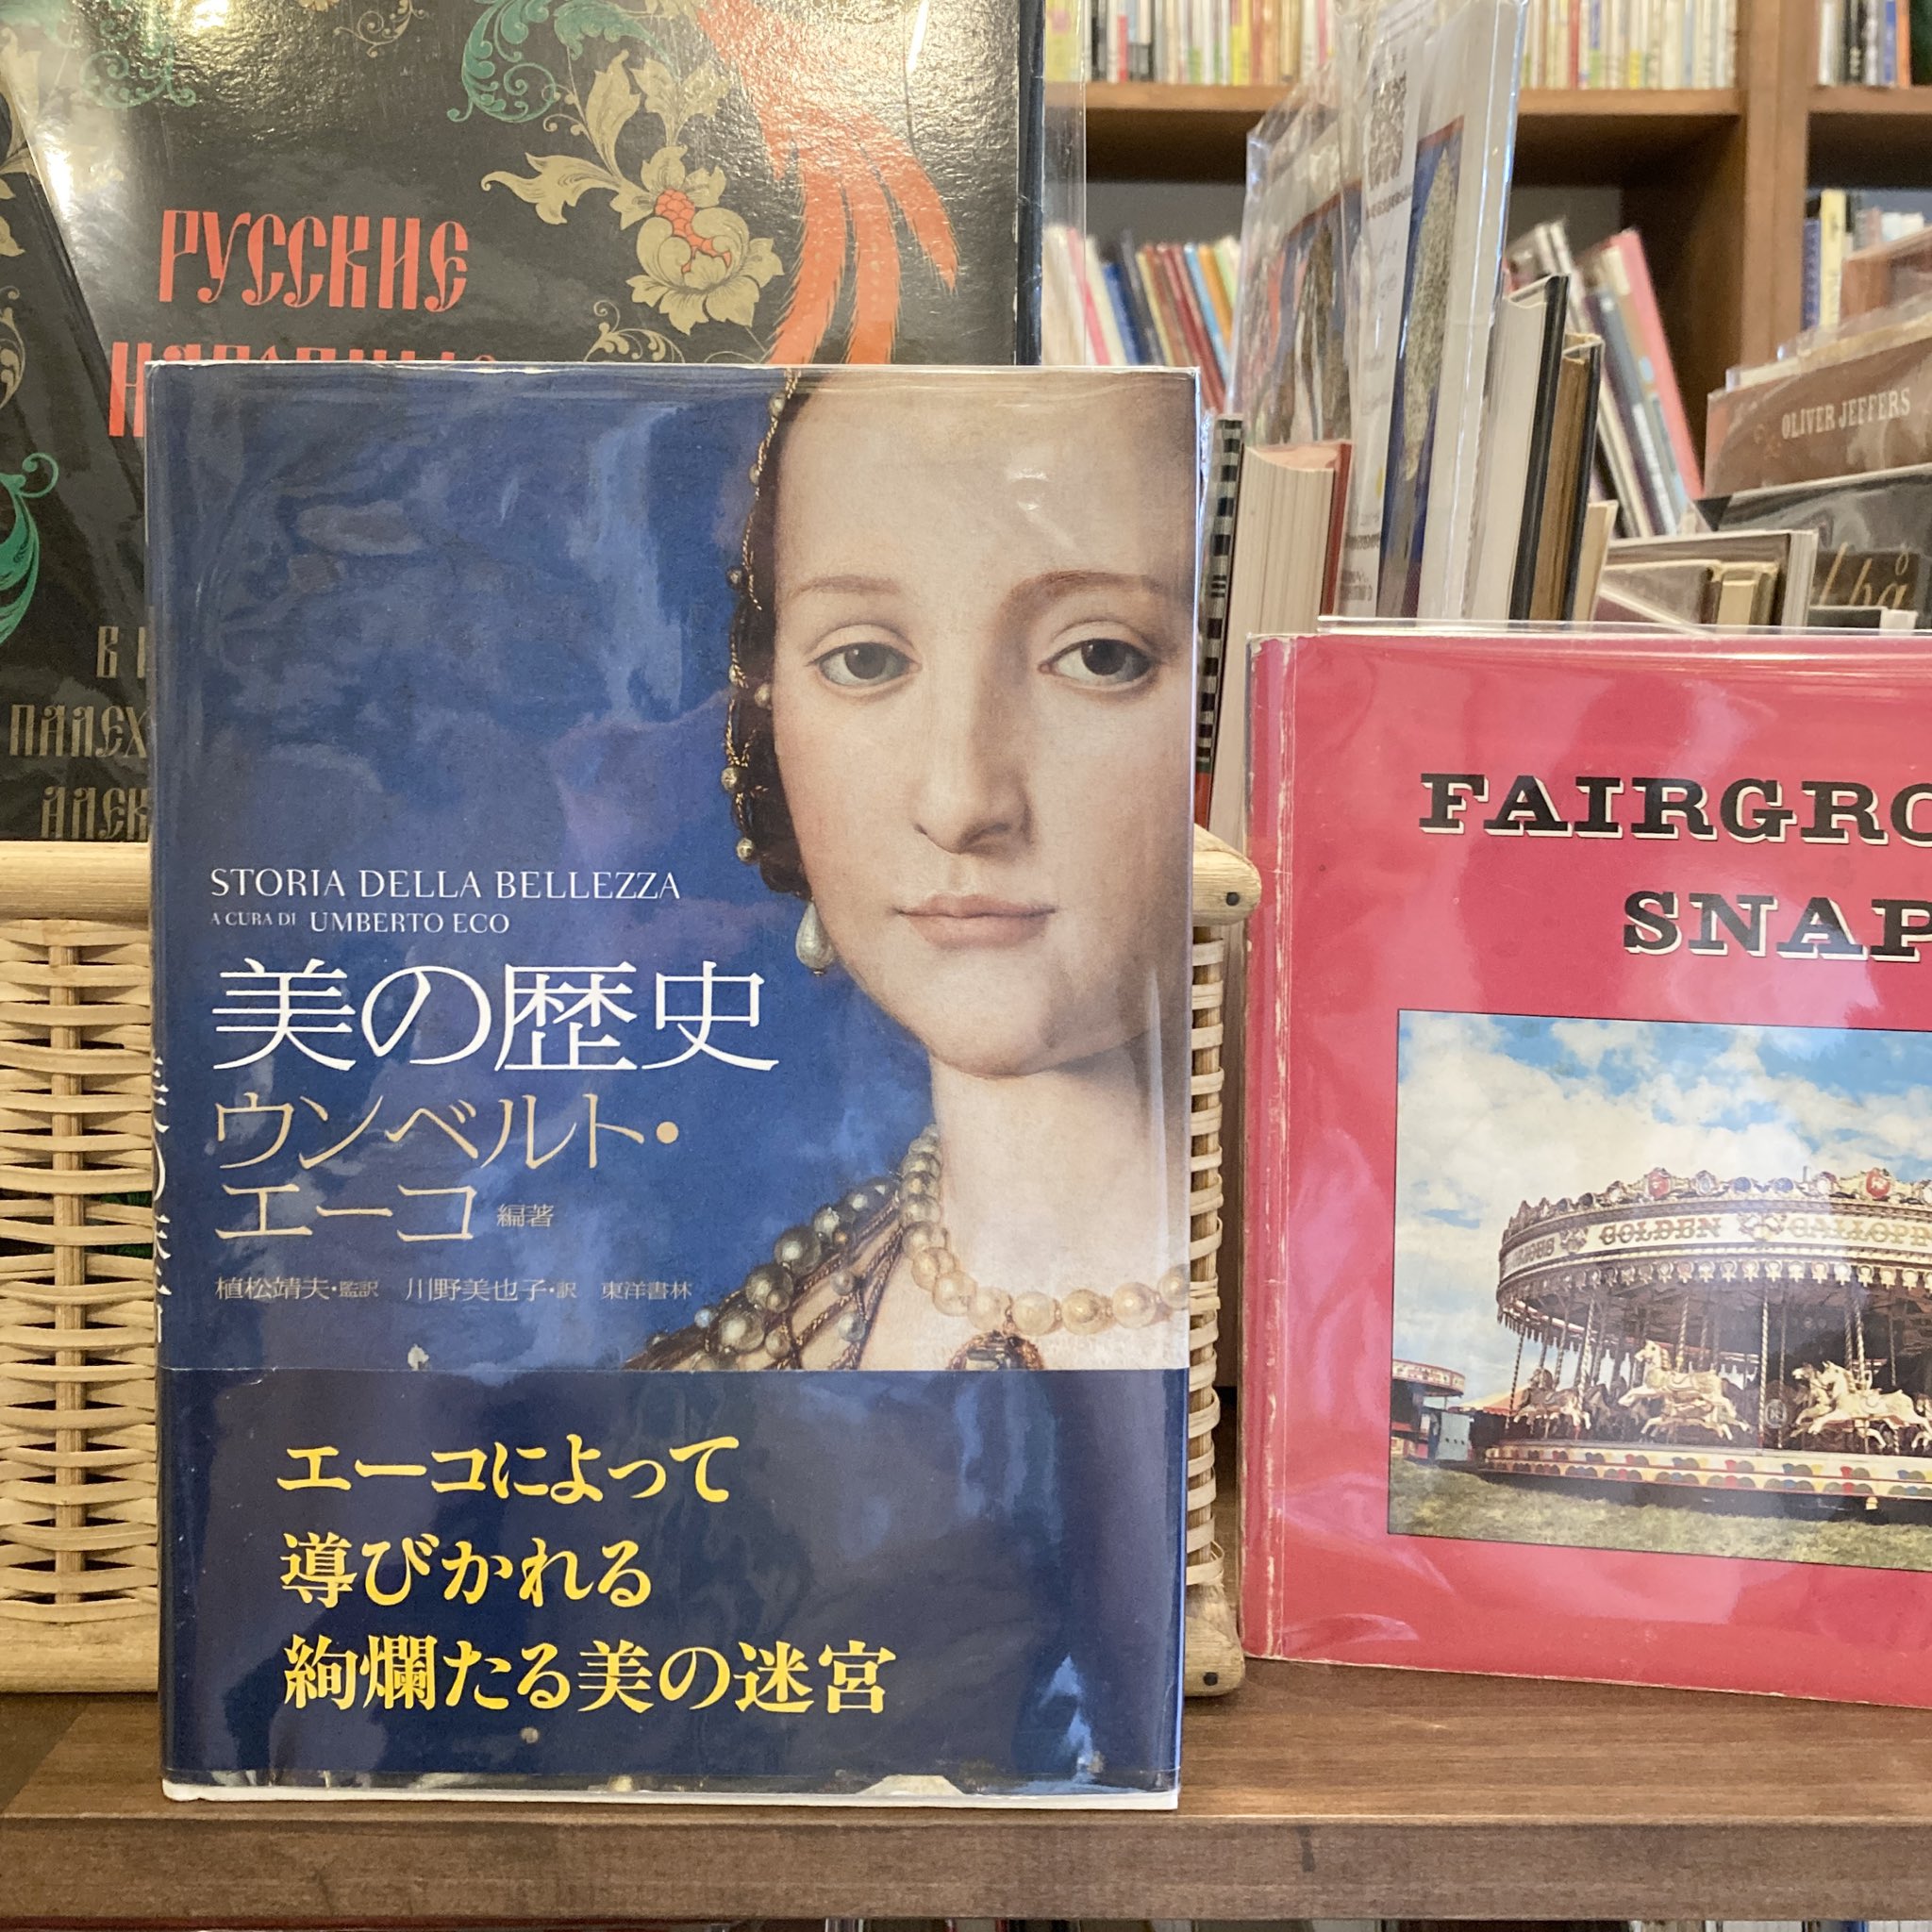 РУССКИЕ
ПАЛЕХ
OLIVER JEFFERS
STORIA DELLA BELLEZZA
A CURA DI UMBERTO ECO
美の歴史
ウンベルト・
エーコ 編著
植松靖夫・監訳 川野美也子・訳 東洋書林
エーコによって
導びかれる
絢爛たる美の迷宮
FAIRGRO
SNAP
GOLDEN GALLOPE